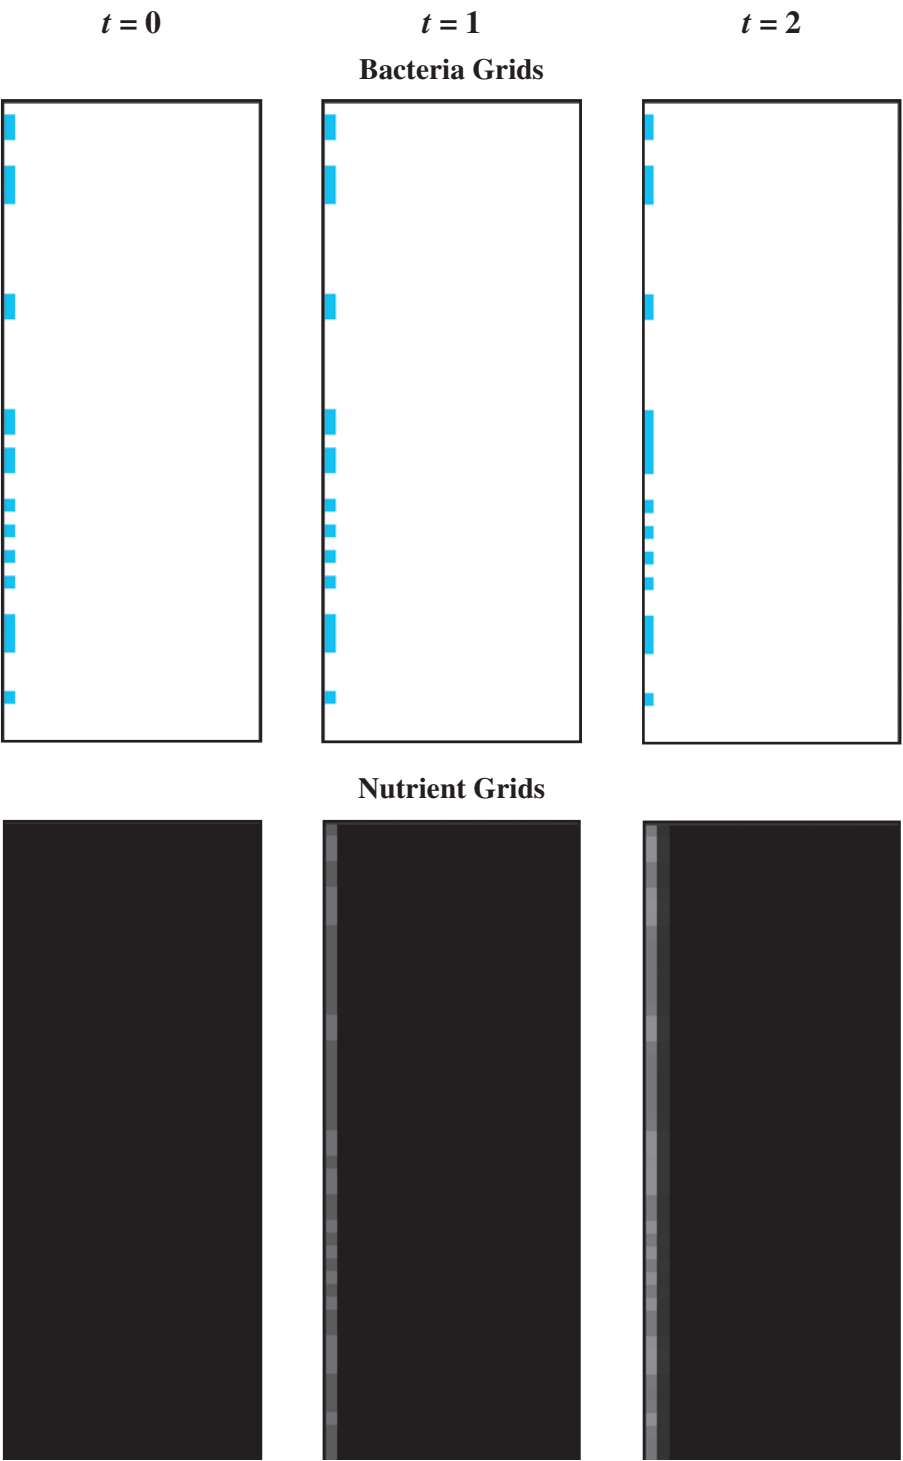 t = 0 t = 1 t = 2
Bacteria Grids
Nutrient Grids